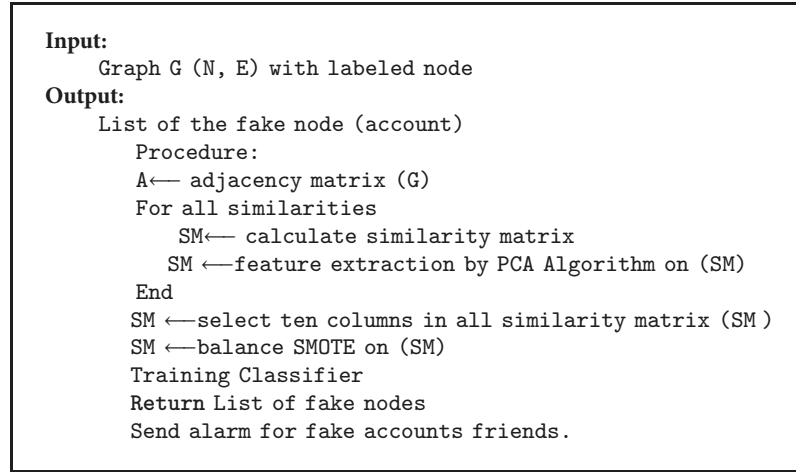 Input:
Graph G (N, E) with labeled node
Output:
List of the fake node (account)
Procedure:
A⟵ adjacency matrix (G)
For all similarities
SM⟵ calculate similarity matrix
SM ⟵feature extraction by PCA Algorithm on (SM)
End
SM ⟵select ten columns in all similarity matrix (SM )
SM ⟵balance SMOTE on (SM)
Training Classifier
Return List of fake nodes
Send alarm for fake accounts friends.